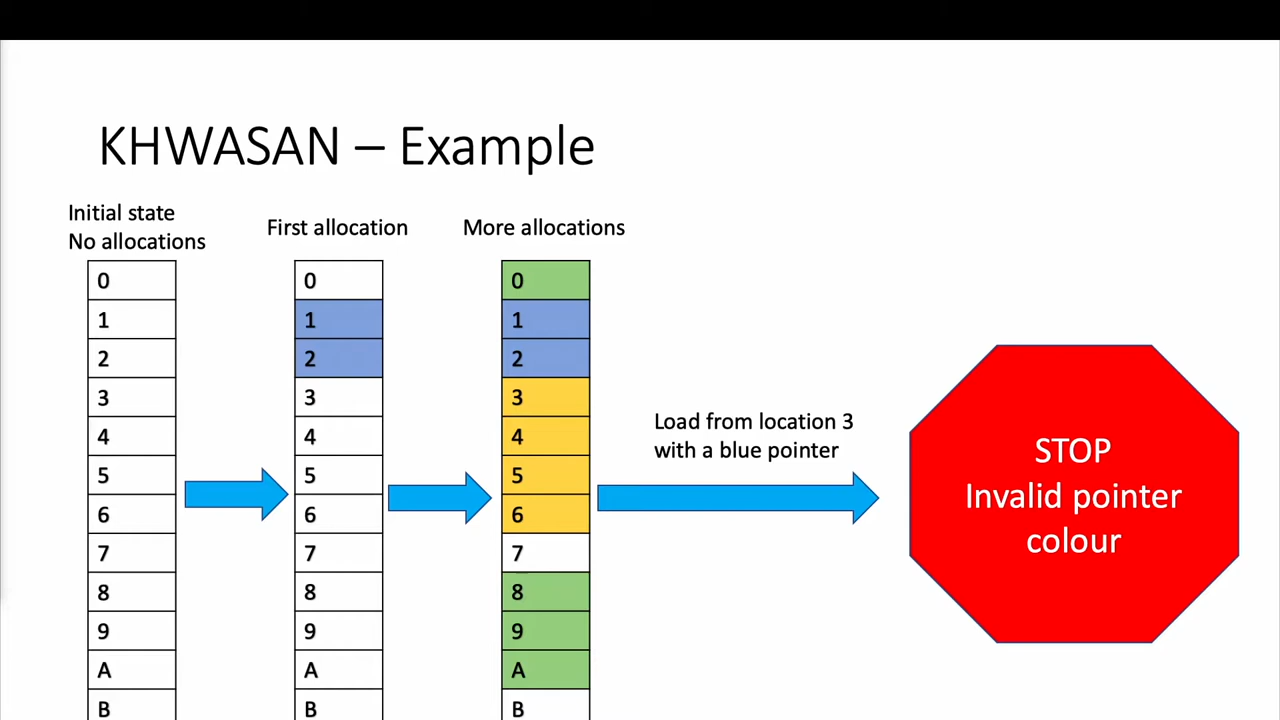 KHWASAN – Example
Initial state
No allocations
First allocation
More allocations
0
1
2
3
4
5
6
7
8
9
A
B
0
1
2
3
4
5
6
7
8
9
A
B
0
1
2
3
4
5
6
7
8
9
A
B
Load from location 3
with a blue pointer
STOP
Invalid pointer
colour